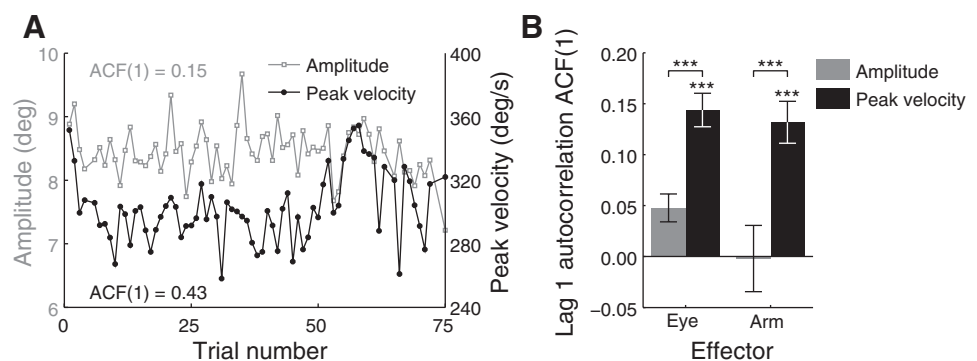 A
Amplitude (deg)
10
9
8
7
6
ACF(1) = 0.15
ACF(1) = 0.43
Amplitude
Peak velocity
400
360
320
280
240
Peak velocity (deg/s)
0
25
50
75
Trial number
B
Lag 1 autocorrelation ACF(1)
0.20
0.15
0.10
0.05
0.00
−0.05
***
***
***
***
Amplitude
Peak velocity
Eye
Arm
Effector